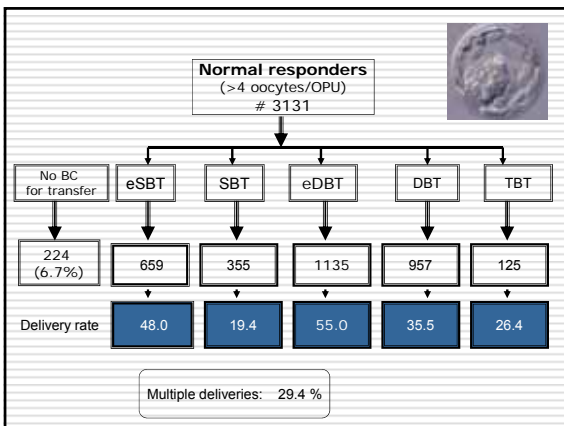 Normal responders
(>4 oocytes/OPU)
# 3131
No BC
for transfer
eSBT
SBT
eDBT
DBT
TBT
224
(6.7%)
659
355
1135
957
125
Delivery rate
48.0
19.4
55.0
35.5
26.4
Multiple deliveries: 29.4 %